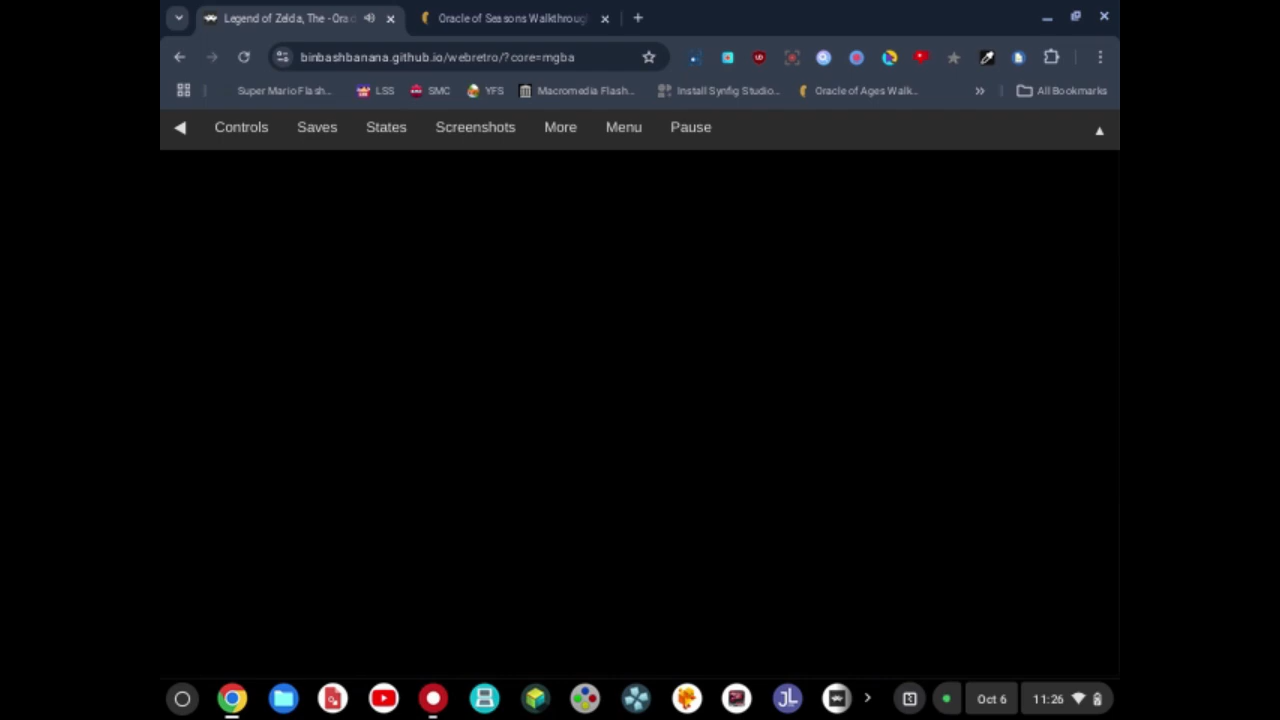 Legend of Zelda, The - Orac
Oracle of Seasons Walkthroug
binbashbanana.github.io/webretro/?core=mgba
Super Mario Flash...
LSS
SMC
YFS
Macromedia Flash...
Install Synfig Studio...
Oracle of Ages Walk...
All Bookmarks
Controls
Saves
States
Screenshots
More
Menu
Pause
JL
Oct 6
11:26